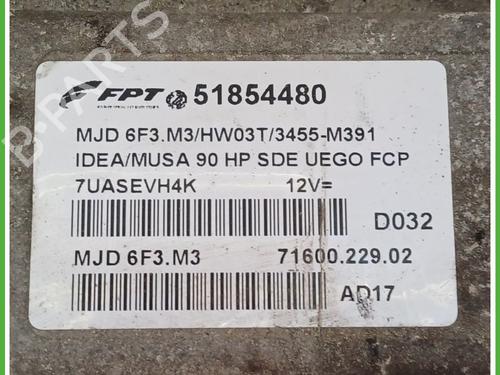 FPT 51854480
MJD 6F3.M3/HW03T/3455-M391
IDEA/MUSA 90 HP SDE UEGO FCP
7UASEVH4K 12V=
D032
MJD 6F3.M3 71600.229.02
AD17
B-PARTS